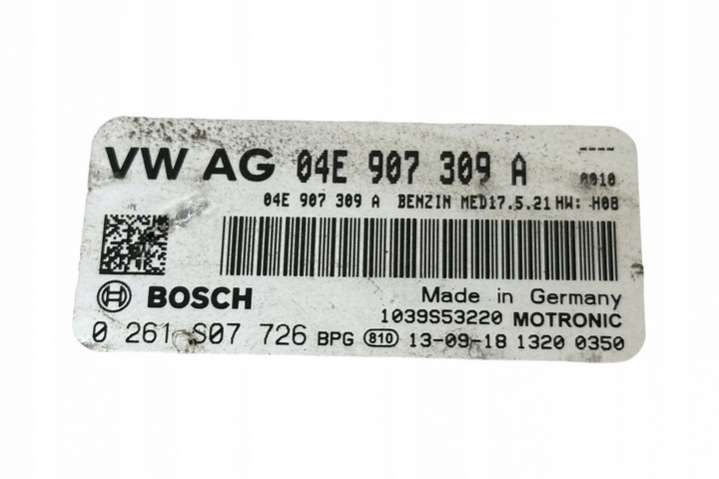 ----
VW AG 04E 907 309 A 0010
04E 907 309 A BENZIN MED17.5.21 HW: H08
BOSCH Made in Germany
1039S53220 MOTRONIC
0 261 S07 726 BPG 810 13-09-18 1320 0350